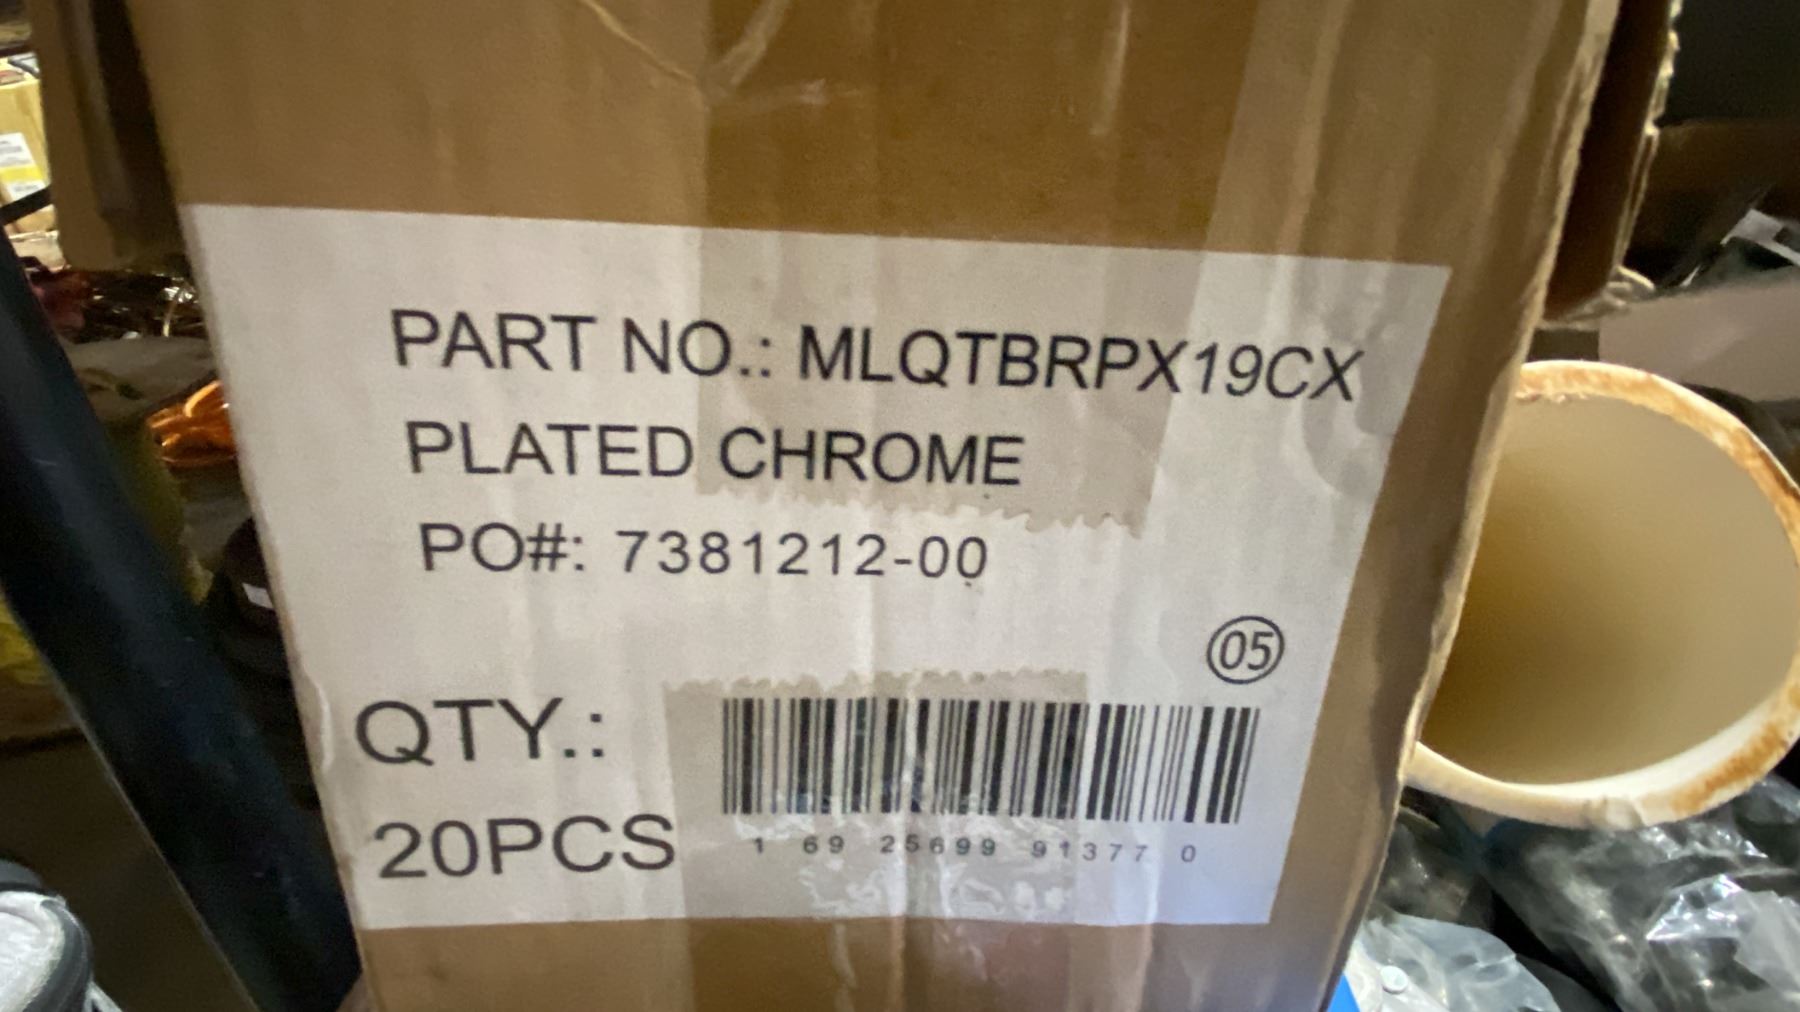 PART NO.: MLQTBRPX19CX
PLATED CHROME
PO#: 7381212-00
05
QTY.:
20PCS
1 69 25699 91377 0